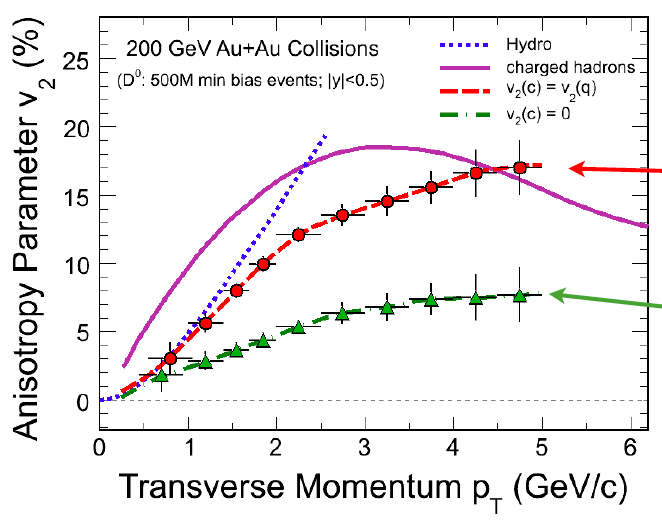 200 GeV Au+Au Collisions
(D⁰: 500M min bias events; |y|<0.5)
Hydro
charged hadrons
v₂(c) = v₂(q)
v₂(c) = 0
Anisotropy Parameter v₂ (%)
25
20
15
10
5
0
0 1 2 3 4 5 6
Transverse Momentum p_T (GeV/c)